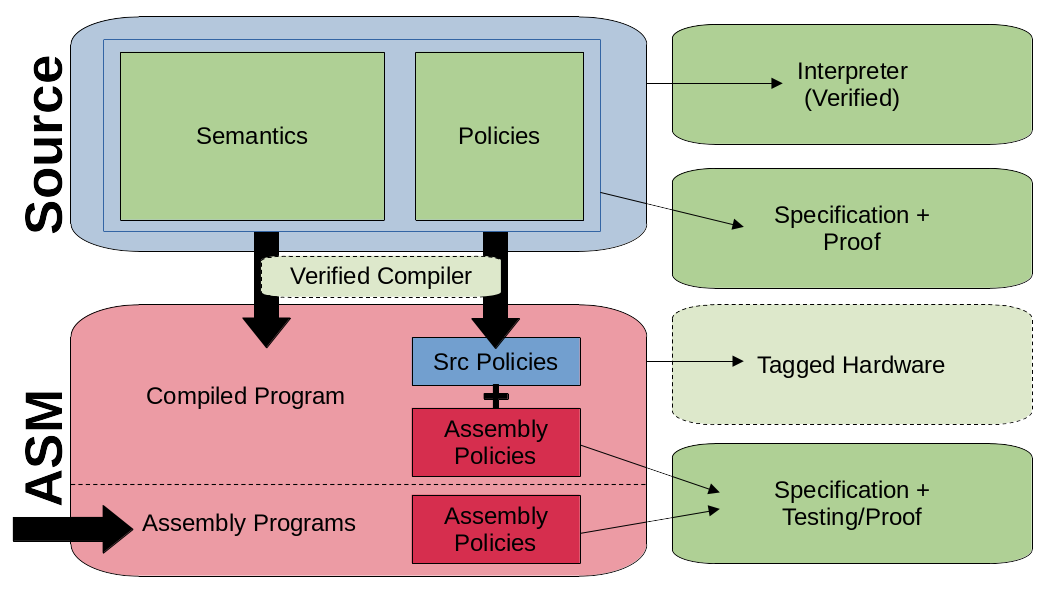 Source
Semantics
Policies
Interpreter
(Verified)
Specification +
Proof
Verified Compiler
ASM
Src Policies
Tagged Hardware
Compiled Program
Assembly
Policies
Specification +
Testing/Proof
Assembly Programs
Assembly
Policies